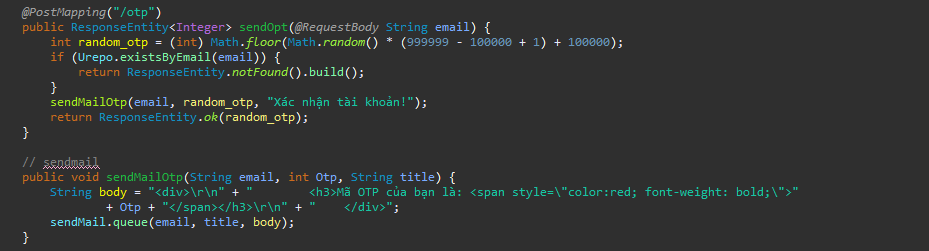 @PostMapping("/otp")
public ResponseEntity<Integer> sendOpt(@RequestBody String email) {
    int random_otp = (int) Math.floor(Math.random() * (999999 - 100000 + 1) + 100000);
    if (Urepo.existsByEmail(email)) {
        return ResponseEntity.notFound().build();
    }
    sendMailOtp(email, random_otp, "Xác nhận tài khoản!");
    return ResponseEntity.ok(random_otp);
}
// sendmail
public void sendMailOtp(String email, int Otp, String title) {
    String body = "<div>\r\n" + "        <h3>Mã OTP của bạn là: <span style=\"color:red; font-weight: bold;\">"
            + Otp + "</span></h3>\r\n" + "    </div>";
    sendMail.queue(email, title, body);
}